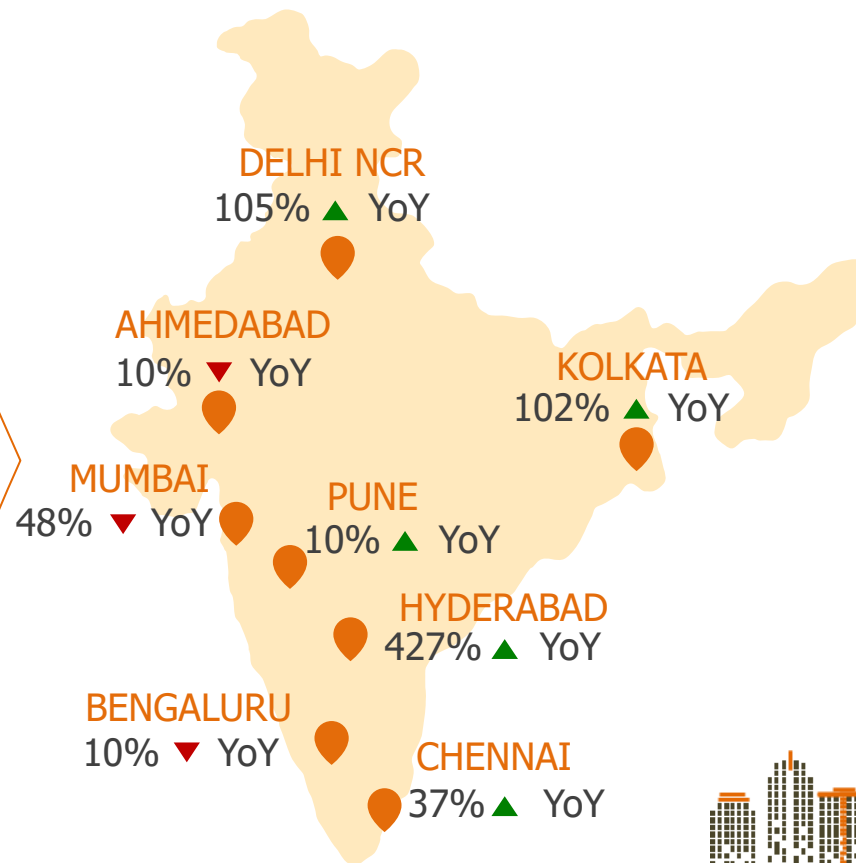 DELHI NCR
105% ▲ YoY
AHMEDABAD
10% ▼ YoY
KOLKATA
102% ▲ YoY
MUMBAI
48% ▼ YoY
PUNE
10% ▲ YoY
HYDERABAD
427% ▲ YoY
BENGALURU
10% ▼ YoY
CHENNAI
37% ▲ YoY